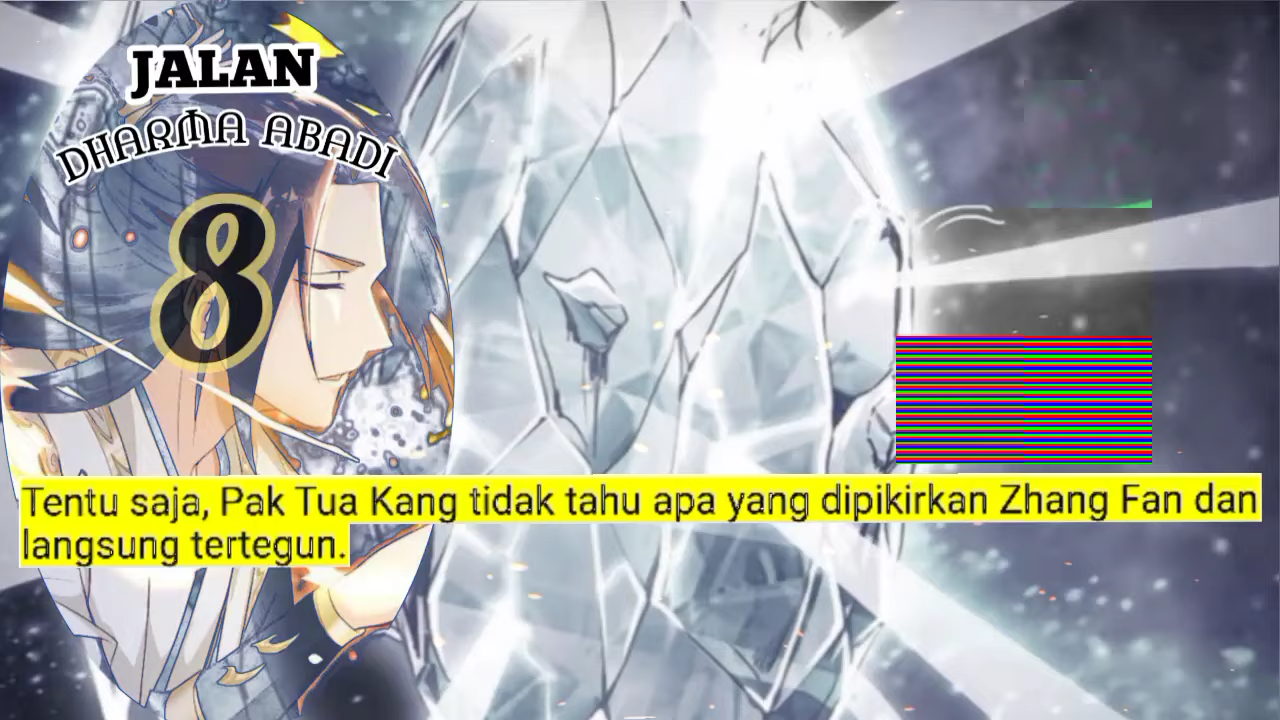 JALAN
DHARMA ABADI
8
Tentu saja, Pak Tua Kang tidak tahu apa yang dipikirkan Zhang Fan dan
langsung tertegun.